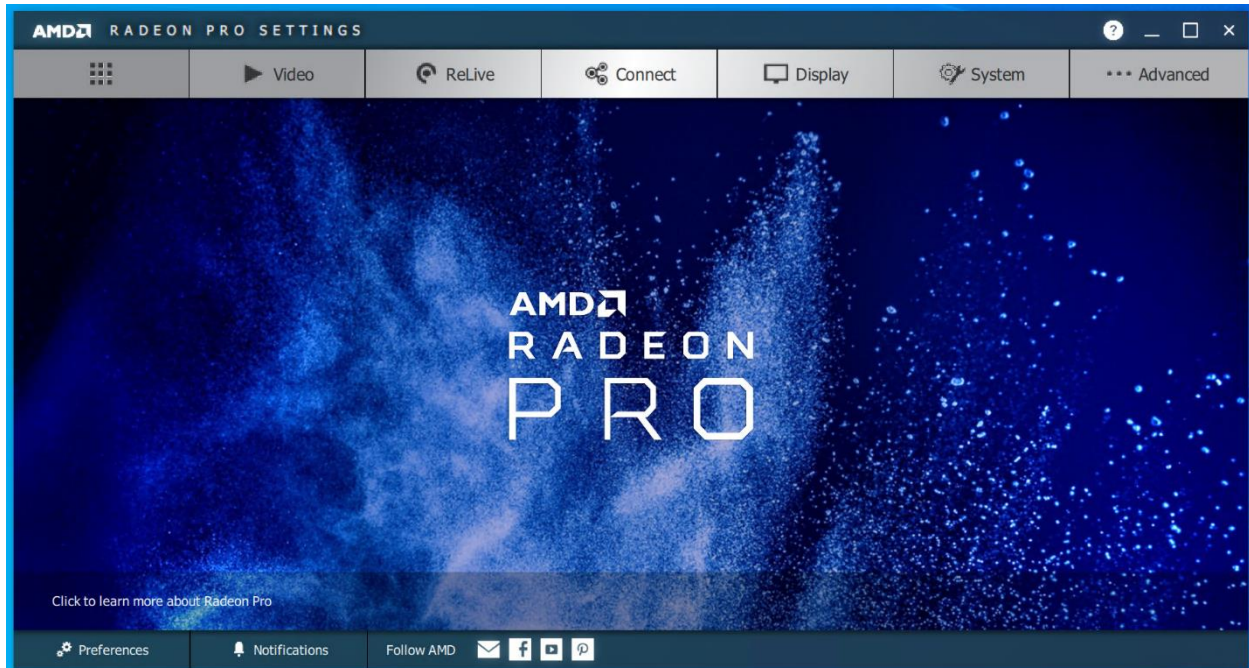 AMD RADEON PRO SETTINGS ?
Video ReLive Connect Display System Advanced
AMD
RADEON
PRO
Click to learn more about Radeon Pro
Preferences Notifications Follow AMD